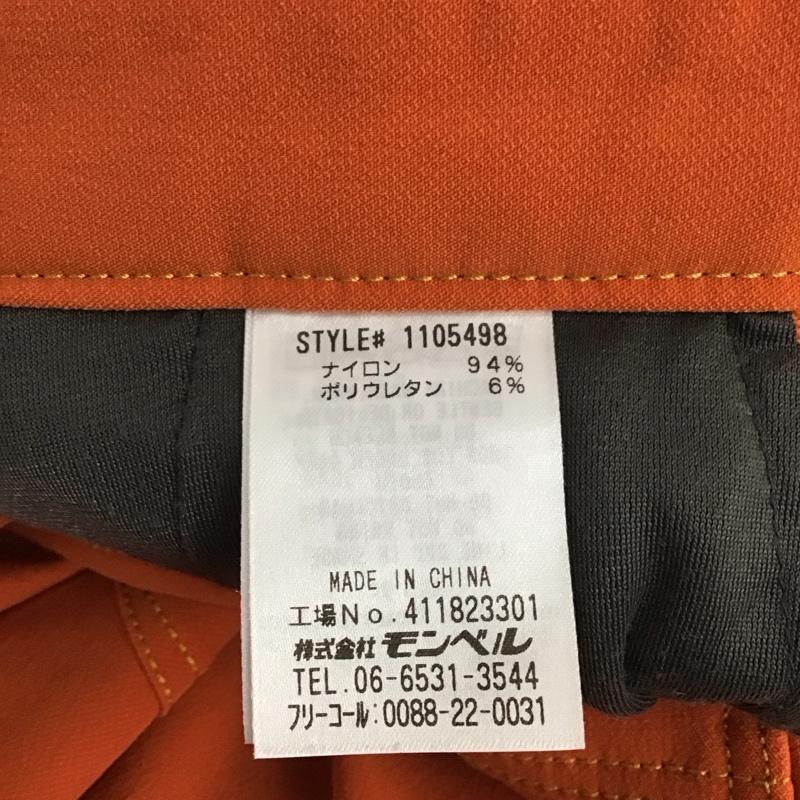 STYLE# 1105498
ナイロン 94%
ポリウレタン 6%
MADE IN CHINA
工場No.411823301
株式会社モンベル
TEL.06-6531-3544
フリーコール:0088-22-0031